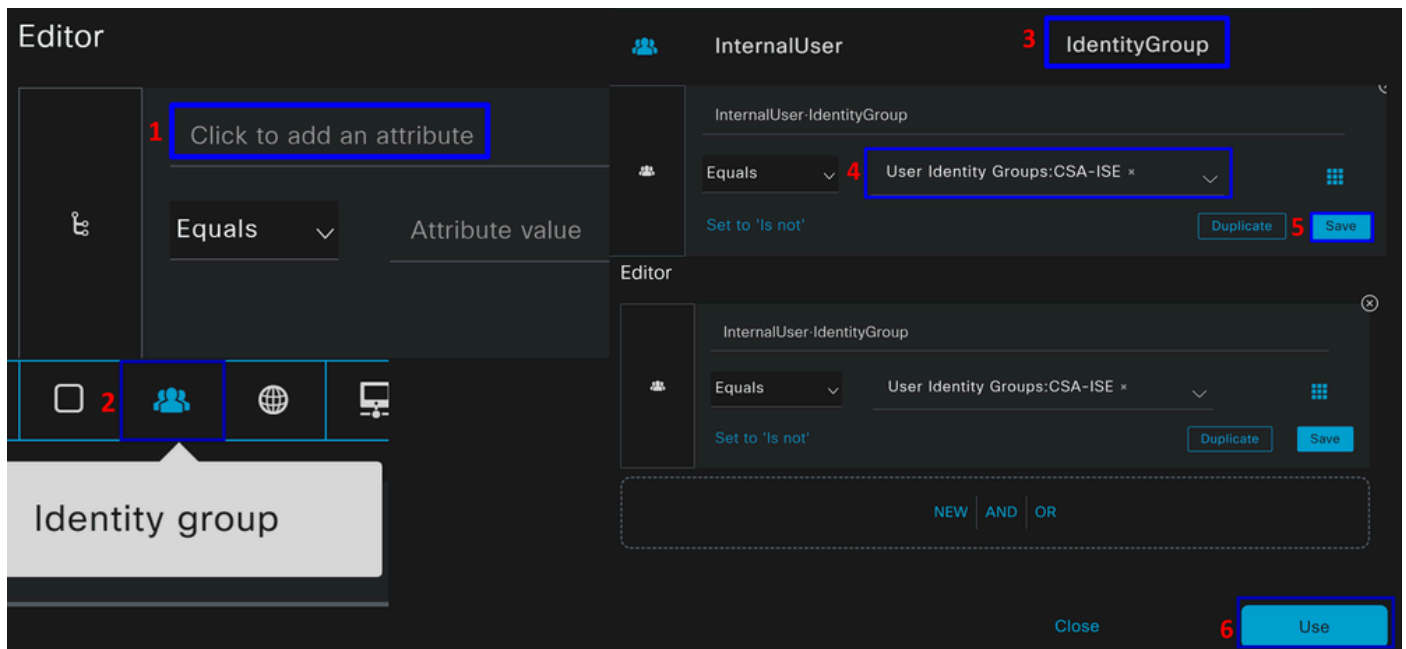 Editor
1 Click to add an attribute
Equals Attribute value
2
Identity group
InternalUser 3 IdentityGroup
InternalUser·IdentityGroup
Equals 4 User Identity Groups:CSA-ISE ×
Set to 'Is not' Duplicate 5 Save
Editor
InternalUser·IdentityGroup
Equals User Identity Groups:CSA-ISE ×
Set to 'Is not' Duplicate Save
NEW AND OR
Close 6 Use